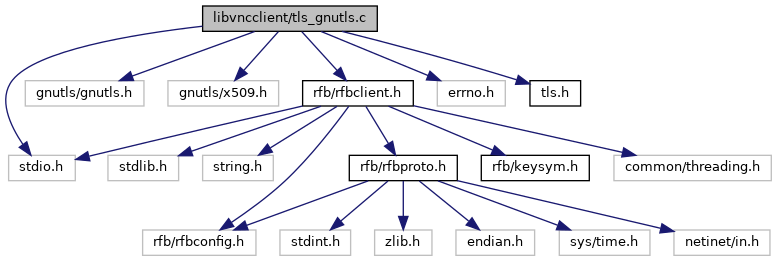 libvncclient/tls_gnutls.c
gnutls/gnutls.h
gnutls/x509.h
rfb/rfbclient.h
errno.h
tls.h
stdio.h
stdlib.h
string.h
rfb/rfbproto.h
rfb/keysym.h
common/threading.h
rfb/rfbconfig.h
stdint.h
zlib.h
endian.h
sys/time.h
netinet/in.h